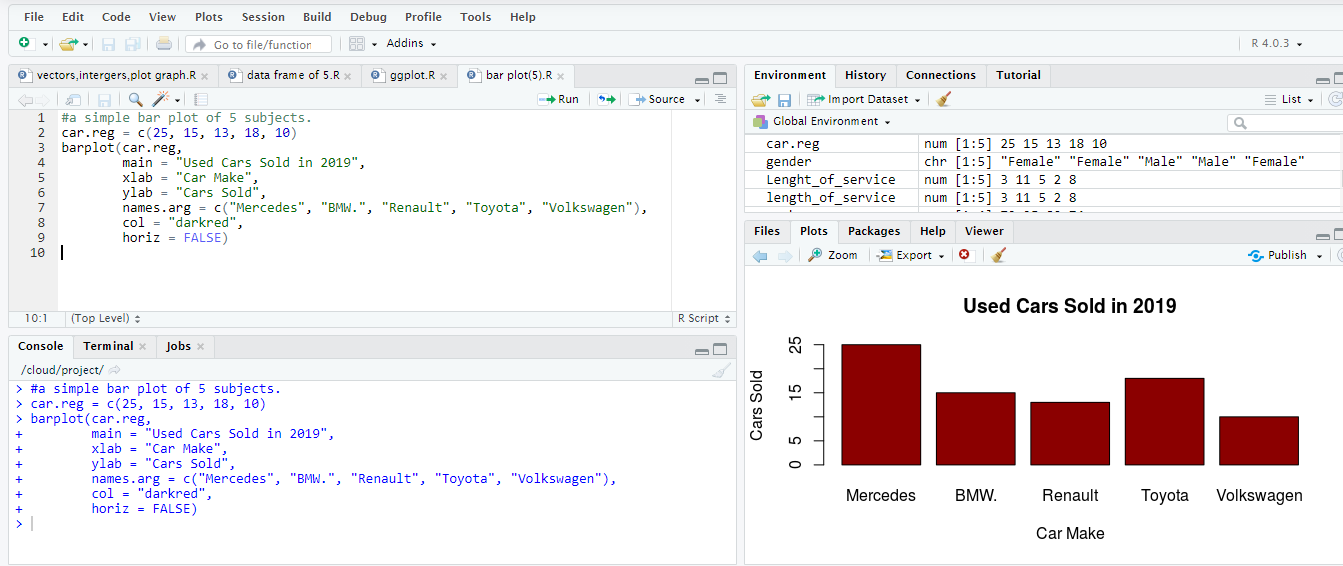 File Edit Code View Plots Session Build Debug Profile Tools Help
Go to file/function Addins R 4.0.3
vectors,intergers,plot graph.R data frame of 5.R ggplot.R bar plot(5).R
Run Source
1 #a simple bar plot of 5 subjects.
2 car.reg = c(25, 15, 13, 18, 10)
3 barplot(car.reg,
4 main = "Used Cars Sold in 2019",
5 xlab = "Car Make",
6 ylab = "Cars Sold",
7 names.arg = c("Mercedes", "BMW.", "Renault", "Toyota", "Volkswagen"),
8 col = "darkred",
9 horiz = FALSE)
10
10:1 (Top Level) R Script
Console Terminal Jobs
/cloud/project/
> #a simple bar plot of 5 subjects.
> car.reg = c(25, 15, 13, 18, 10)
> barplot(car.reg,
+ main = "Used Cars Sold in 2019",
+ xlab = "Car Make",
+ ylab = "Cars Sold",
+ names.arg = c("Mercedes", "BMW.", "Renault", "Toyota", "Volkswagen"),
+ col = "darkred",
+ horiz = FALSE)
>
Environment History Connections Tutorial
Import Dataset List
Global Environment
car.reg num [1:5] 25 15 13 18 10
gender chr [1:5] "Female" "Female" "Male" "Male" "Female"
Lenght_of_service num [1:5] 3 11 5 2 8
length_of_service num [1:5] 3 11 5 2 8
Files Plots Packages Help Viewer
Zoom Export Publish
Used Cars Sold in 2019
Cars Sold
25
15
5
0
Mercedes BMW. Renault Toyota Volkswagen
Car Make